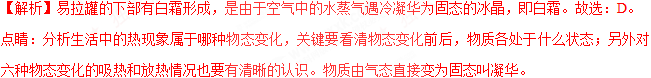 【解析】易拉罐的下部有白霜形成，是由于空气中的水蒸气遇冷凝华为固态的冰晶，即白霜。故选：D。
点睛：分析生活中的热现象属于哪种物态变化，关键要看清物态变化前后，物质各处于什么状态；另外对
六种物态变化的吸热和放热情况也要有清晰的认识。物质由气态直接变为固态叫凝华。